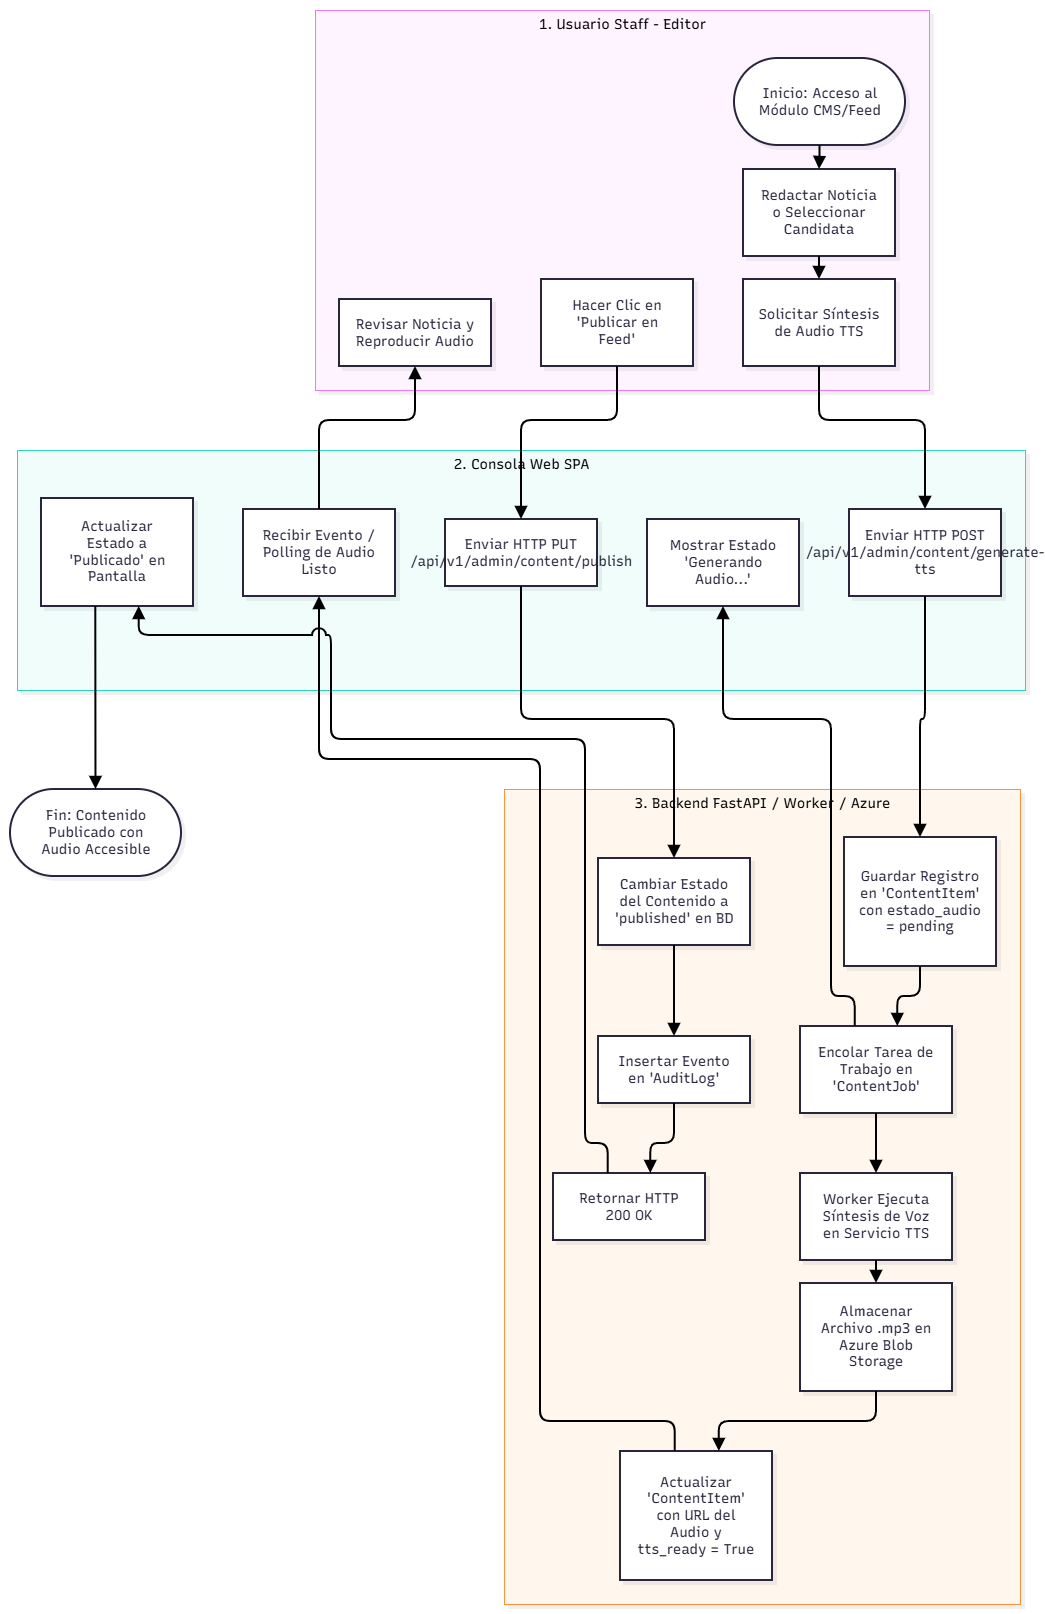 1. Usuario Staff - Editor
Inicio: Acceso al
Módulo CMS/Feed
Redactar Noticia
o Seleccionar
Candidata
Revisar Noticia y
Reproducir Audio
Hacer Clic en
'Publicar en
Feed'
Solicitar Síntesis
de Audio TTS
2. Consola Web SPA
Actualizar
Estado a
'Publicado' en
Pantalla
Recibir Evento /
Polling de Audio
Listo
Enviar HTTP PUT
/api/v1/admin/content/publish
Mostrar Estado
'Generando
Audio...'
Enviar HTTP POST
/api/v1/admin/content/generate-
tts
Fin: Contenido
Publicado con
Audio Accesible
3. Backend FastAPI / Worker / Azure
Cambiar Estado
del Contenido a
'published' en BD
Guardar Registro
en 'ContentItem'
con estado_audio
= pending
Insertar Evento
en 'AuditLog'
Encolar Tarea de
Trabajo en
'ContentJob'
Retornar HTTP
200 OK
Worker Ejecuta
Síntesis de Voz
en Servicio TTS
Almacenar
Archivo .mp3 en
Azure Blob
Storage
Actualizar
'ContentItem'
con URL del
Audio y
tts_ready = True